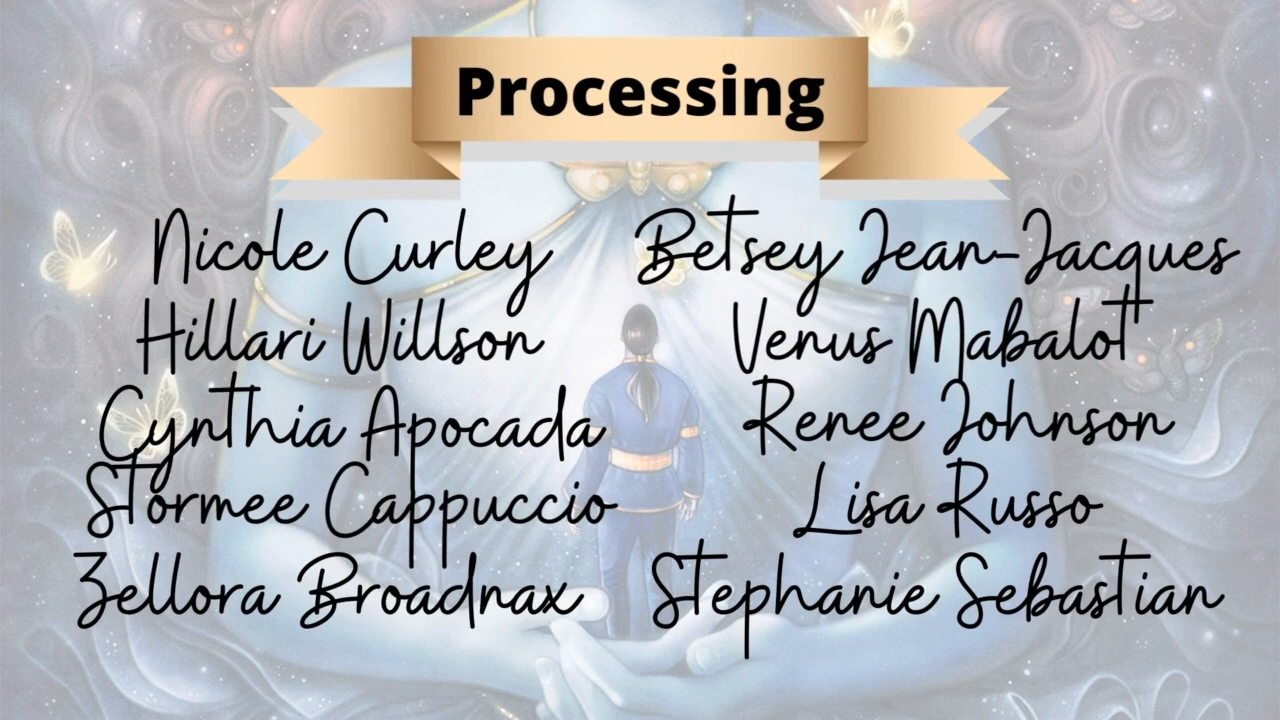 Processing
Nicole Curley
Hillari Willson
Cynthia Apocada
Stormee Cappuccio
Zellora Broadnax
Betsey Jean-Jacques
Venus Mabalot
Renee Johnson
Lisa Russo
Stephanie Sebastian